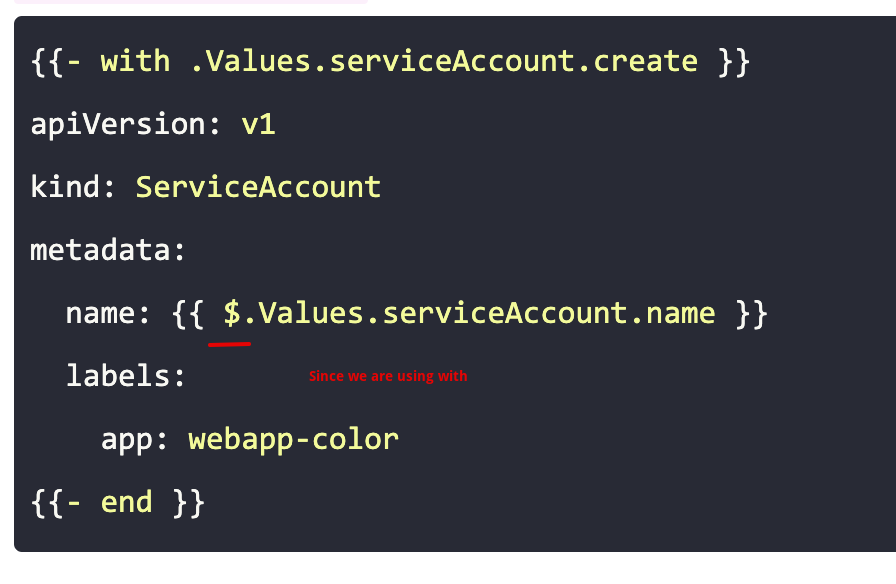 {{- with .Values.serviceAccount.create }}
apiVersion: v1
kind: ServiceAccount
metadata:
  name: {{ $.Values.serviceAccount.name }}
  labels:
Since we are using with
    app: webapp-color
{{- end }}